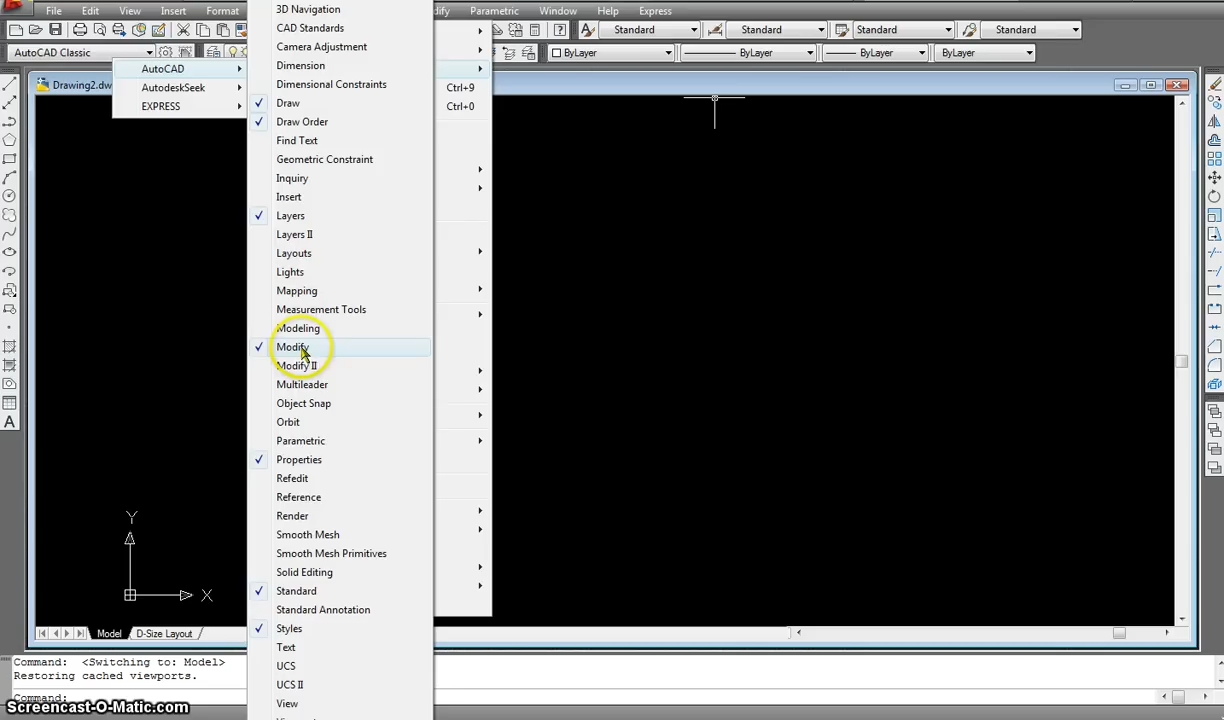 File Edit View Insert Format dify Parametric Window Help Express
Standard Standard Standard Standard
AutoCAD Classic ByLayer ByLayer ByLayer
Drawing2.dw
AutoCAD
AutodeskSeek
EXPRESS
3D Navigation
CAD Standards
Camera Adjustment
Dimension
Dimensional Constraints
Draw
Draw Order
Find Text
Geometric Constraint
Inquiry
Insert
Layers
Layers II
Layouts
Lights
Mapping
Measurement Tools
Modeling
Modify
Modify II
Multileader
Object Snap
Orbit
Parametric
Properties
Refedit
Reference
Render
Smooth Mesh
Smooth Mesh Primitives
Solid Editing
Standard
Standard Annotation
Styles
Text
UCS
UCS II
View
Ctrl+9
Ctrl+0
A
Y
X
Model D-Size Layout
Command: <Switching to: Model>
Restoring cached viewports.
Command:
Screencast-O-Matic.com